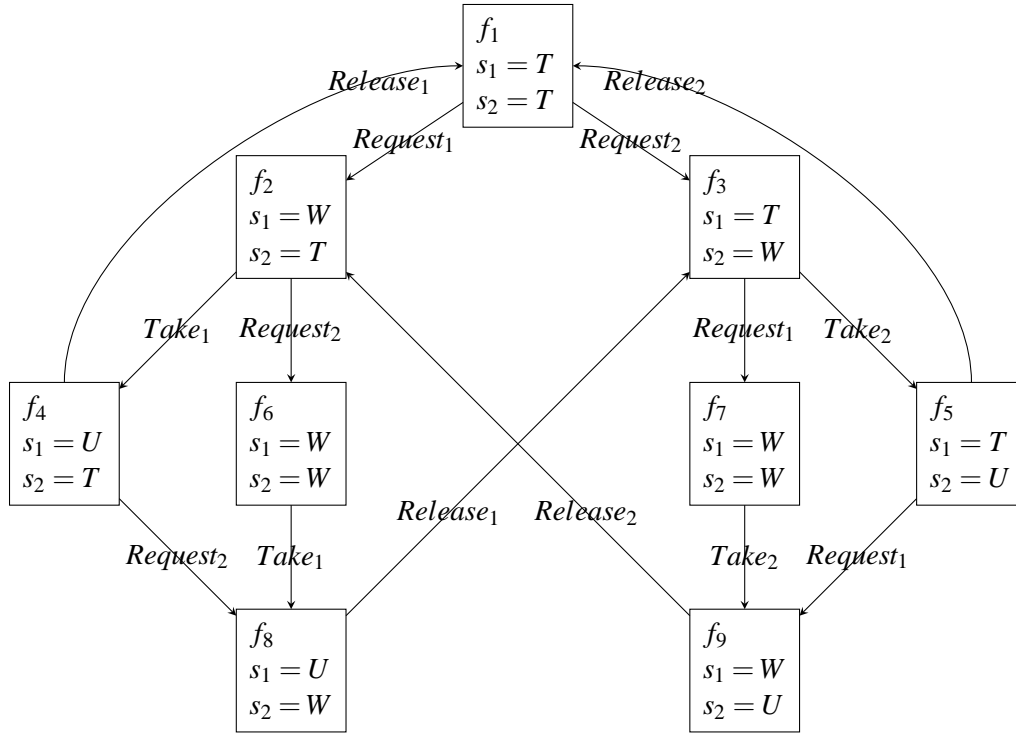 f₁
s₁ = T
s₂ = T
Release₁
Release₂
Request₁
Request₂
f₂
s₁ = W
s₂ = T
f₃
s₁ = T
s₂ = W
Take₁
Request₂
Request₁
Take₂
f₄
s₁ = U
s₂ = T
f₆
s₁ = W
s₂ = W
f₇
s₁ = W
s₂ = W
f₅
s₁ = T
s₂ = U
Release₁
Release₂
Request₂
Take₁
Take₂
Request₁
f₈
s₁ = U
s₂ = W
f₉
s₁ = W
s₂ = U